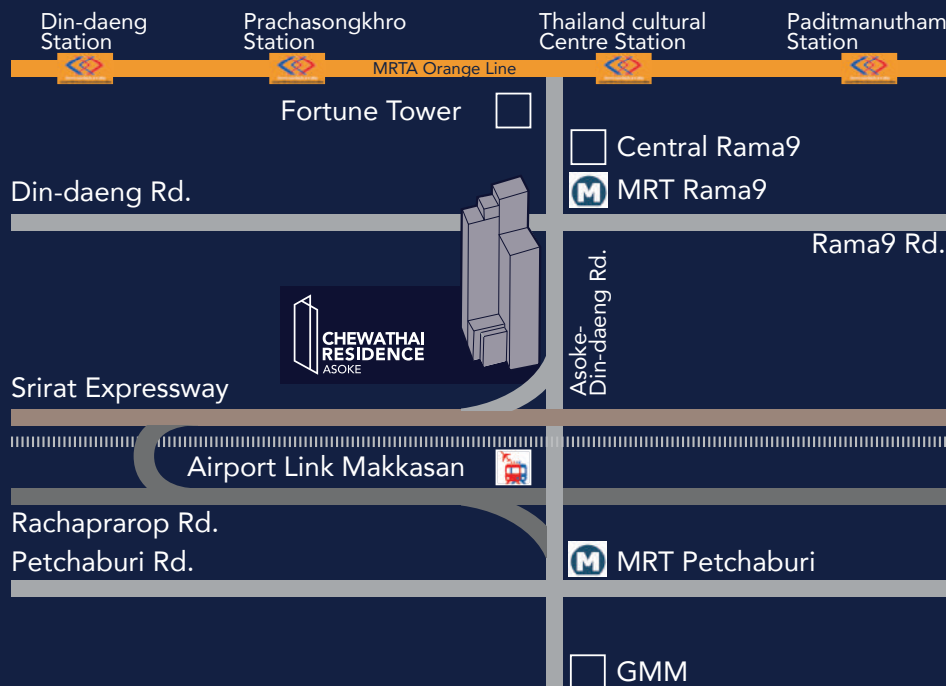 Din-daeng
Station
Prachasongkhro
Station
Thailand cultural
Centre Station
Paditmanutham
Station
MRTA Orange Line
Fortune Tower
Central Rama9
Din-daeng Rd.
MRT Rama9
Rama9 Rd.
Asoke-
Din-daeng Rd.
CHEWATHAI
RESIDENCE
ASOKE
Srirat Expressway
Airport Link Makkasan
Rachaprarop Rd.
Petchaburi Rd.
MRT Petchaburi
GMM